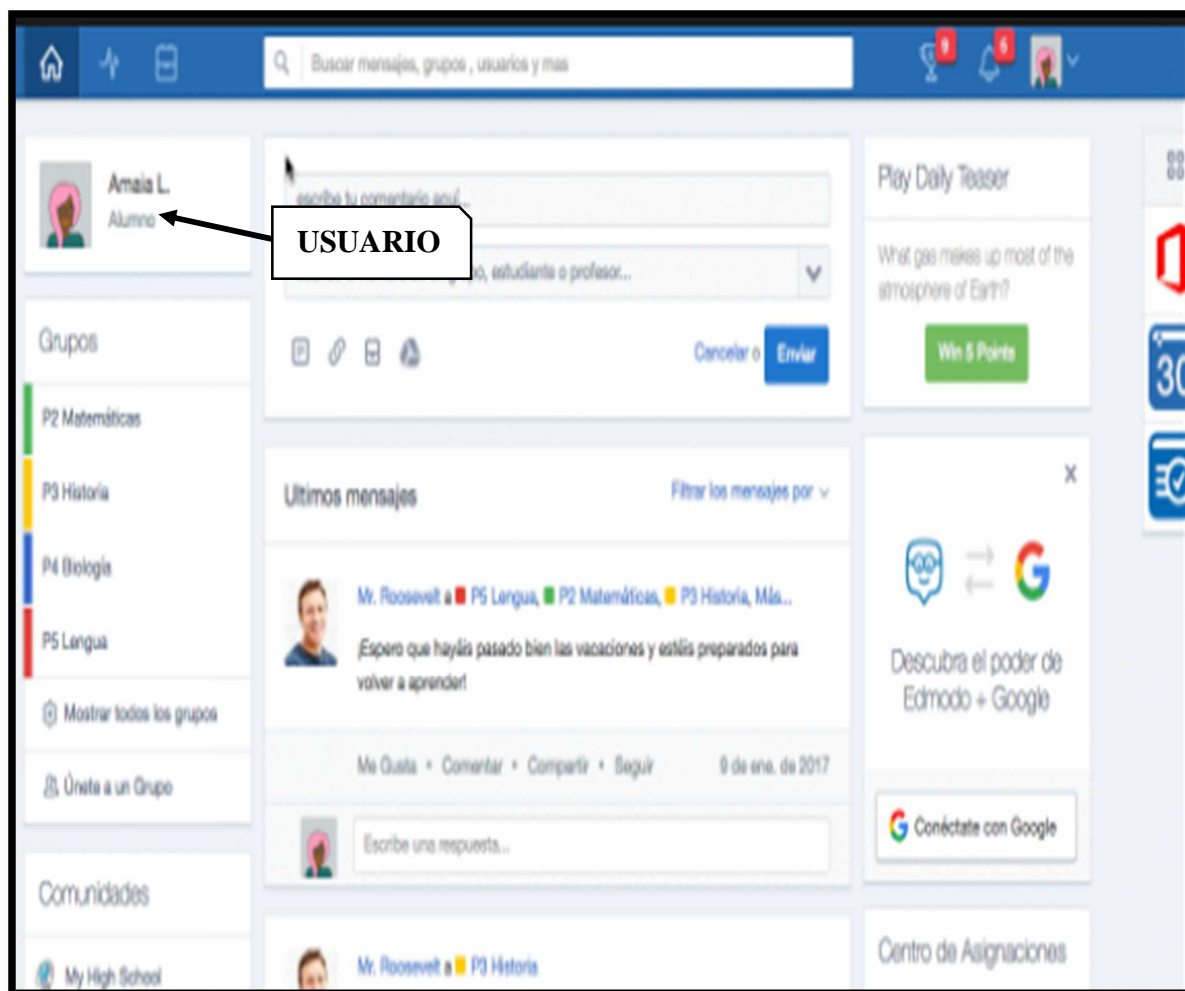 Buscar mensajes, grupos , usuarios y mas
9
6
Amaia L.
Alumno
USUARIO
escribe tu comentario aquí...
o, estudiante o profesor...
Cancelar o Enviar
Grupos
P2 Matemáticas
P3 Historia
P4 Biología
P5 Lengua
Mostrar todos los grupos
Únete a un Grupo
Comunidades
My High School
Ultimos mensajes
Filtrar los mensajes por
Mr. Roosevelt a P5 Lengua, P2 Matemáticas, P3 Historia, Más...
¡Espero que hayáis pasado bien las vacaciones y estéis preparados para
volver a aprender!
Me Gusta • Comentar • Compartir • Seguir
9 de ene. de 2017
Escribe una respuesta...
Mr. Roosevelt a P3 Historia
Play Daily Teaser
What gas makes up most of the
atmosphere of Earth?
Win 5 Points
X
G
Descubra el poder de
Edmodo + Google
G Conéctate con Google
Centro de Asignaciones
30